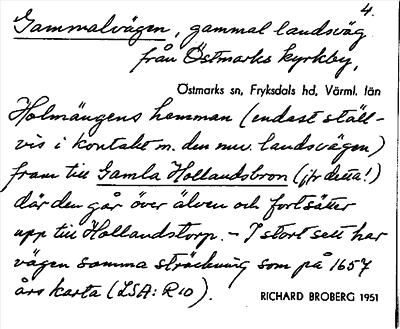 4.
Gammalvägen, gammal landsväg
från Östmarks kyrkby,
Östmarks sn, Fryksdals hd, Värml. län
Holmängens hemman (endast ställ-
vis i kontakt m. den nuv. landsvägen)
fram till Gamla Hollandsbron (jfr detta!)
där den går över älven och fortsätter
upp till Hollandstorp. - I stort sett har
vägen samma sträckning som på 1657
års karta (LSA: R10).
RICHARD BROBERG 1951